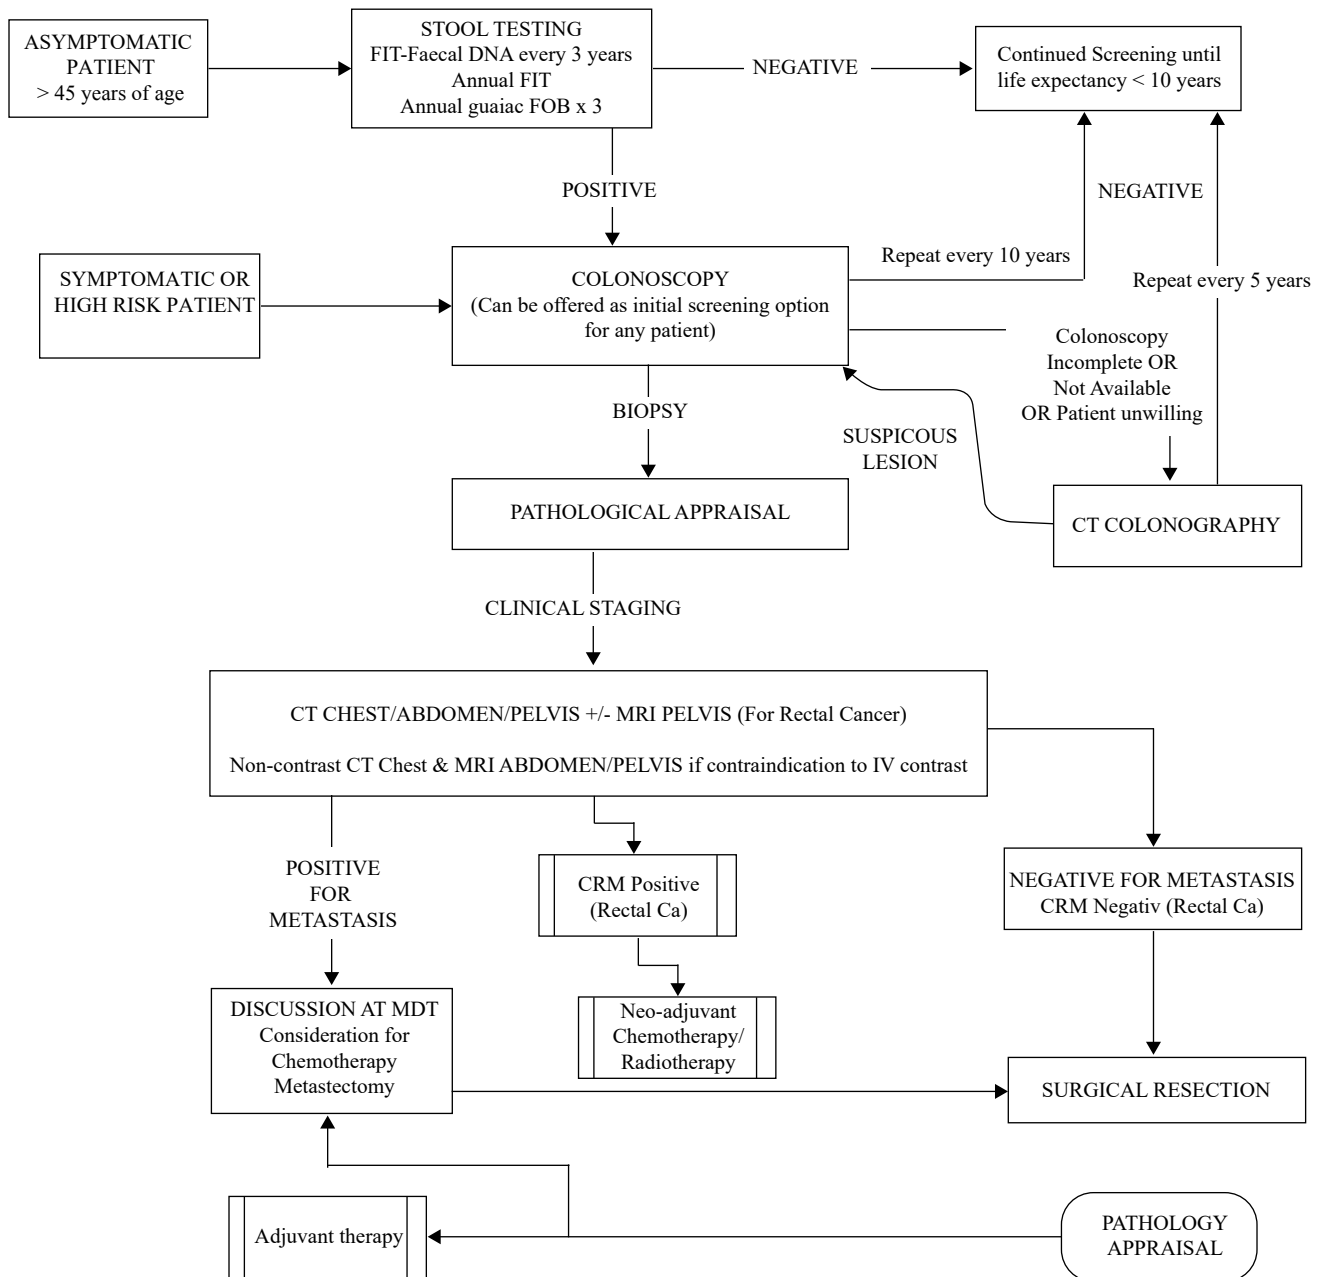 ASYMPTOMATIC
PATIENT
> 45 years of age
STOOL TESTING
FIT-Faecal DNA every 3 years
Annual FIT
Annual guaiac FOB x 3
NEGATIVE
Continued Screening until
life expectancy < 10 years
POSITIVE
NEGATIVE
SYMPTOMATIC OR
HIGH RISK PATIENT
COLONOSCOPY
(Can be offered as initial screening option
for any patient)
Repeat every 10 years
Repeat every 5 years
Colonoscopy
Incomplete OR
Not Available
OR Patient unwilling
BIOPSY
SUSPICOUS
LESION
PATHOLOGICAL APPRAISAL
CT COLONOGRAPHY
CLINICAL STAGING
CT CHEST/ABDOMEN/PELVIS +/- MRI PELVIS (For Rectal Cancer)
Non-contrast CT Chest & MRI ABDOMEN/PELVIS if contraindication to IV contrast
POSITIVE
FOR
METASTASIS
CRM Positive
(Rectal Ca)
NEGATIVE FOR METASTASIS
CRM Negativ (Rectal Ca)
DISCUSSION AT MDT
Consideration for
Chemotherapy
Metastectomy
Neo-adjuvant
Chemotherapy/
Radiotherapy
SURGICAL RESECTION
Adjuvant therapy
PATHOLOGY
APPRAISAL